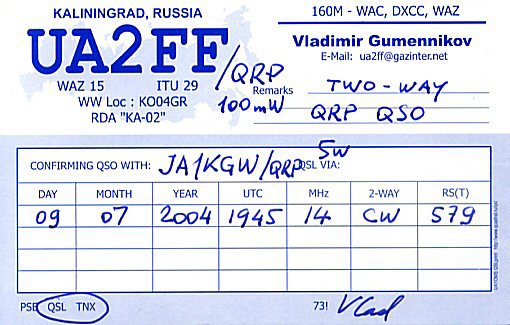 KALININGRAD, RUSSIA
160M - WAC, DXCC, WAZ
UA2FF/QRP
100mW
WAZ 15 ITU 29
WW Loc : KO04GR
RDA "KA-02"
Vladimir Gumennikov
E-Mail: ua2ff@gazinter.net
Remarks TWO-WAY
QRP QSO
CONFIRMING QSO WITH: JA1KGW/QRP 5W QSL VIA:
DAY MONTH YEAR UTC MHz 2-WAY RS(T)
09 07 2004 1945 14 CW 579
PSE QSL TNX 73! Vlad